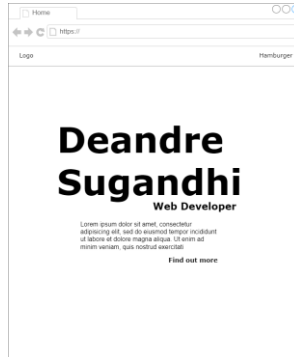 Home
https://
Logo Hamburger
Deandre
Sugandhi
Web Developer
Lorem ipsum dolor sit amet, consectetur
adipisicing elit, sed do eiusmod tempor incididunt
ut labore et dolore magna aliqua. Ut enim ad
minim veniam, quis nostrud exercitati
Find out more